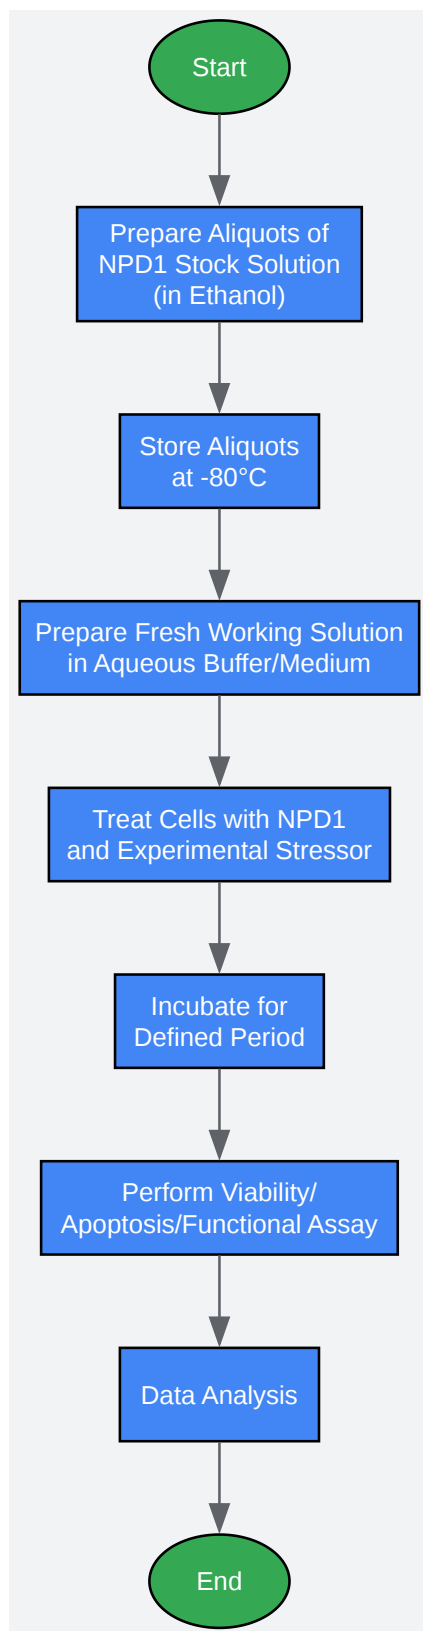 Start
Prepare Aliquots of
NPD1 Stock Solution
(in Ethanol)
Store Aliquots
at -80°C
Prepare Fresh Working Solution
in Aqueous Buffer/Medium
Treat Cells with NPD1
and Experimental Stressor
Incubate for
Defined Period
Perform Viability/
Apoptosis/Functional Assay
Data Analysis
End